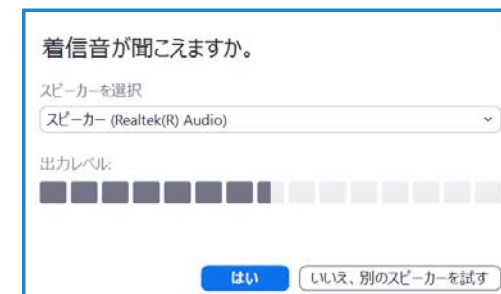 着信音が聞こえますか。
スピーカーを選択
スピーカー (Realtek(R) Audio)
出力レベル:
はい
いいえ、別のスピーカーを試す